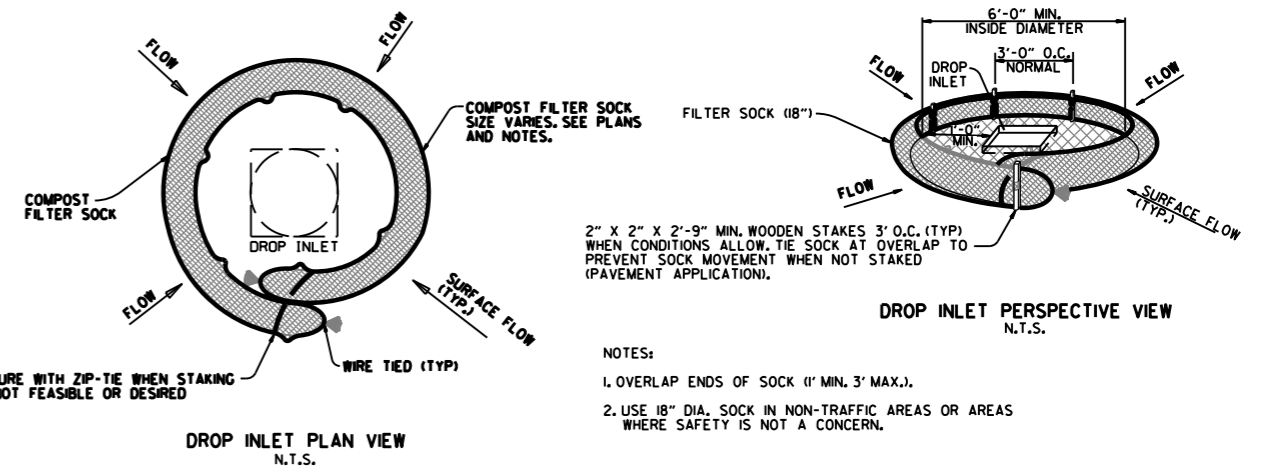 FLOW
FLOW
COMPOST FILTER SOCK
SIZE VARIES. SEE PLANS
AND NOTES.
COMPOST
FILTER SOCK
DROP INLET
FLOW
SURFACE FLOW
(TYP.)
WIRE TIED (TYP)
URE WITH ZIP-TIE WHEN STAKING
NOT FEASIBLE OR DESIRED
DROP INLET PLAN VIEW
N.T.S.
6'-0" MIN.
INSIDE DIAMETER
3'-0" O.C.
NORMAL
DROP
INLET
FLOW
FLOW
FILTER SOCK (18")
1'-0"
MIN.
FLOW
SURFACE FLOW
(TYP.)
2" X 2" X 2'-9" MIN. WOODEN STAKES 3' O.C. (TYP)
WHEN CONDITIONS ALLOW. TIE SOCK AT OVERLAP TO
PREVENT SOCK MOVEMENT WHEN NOT STAKED
(PAVEMENT APPLICATION).
DROP INLET PERSPECTIVE VIEW
N.T.S.
NOTES:
1. OVERLAP ENDS OF SOCK (1' MIN. 3' MAX.).
2. USE 18" DIA. SOCK IN NON-TRAFFIC AREAS OR AREAS
WHERE SAFETY IS NOT A CONCERN.